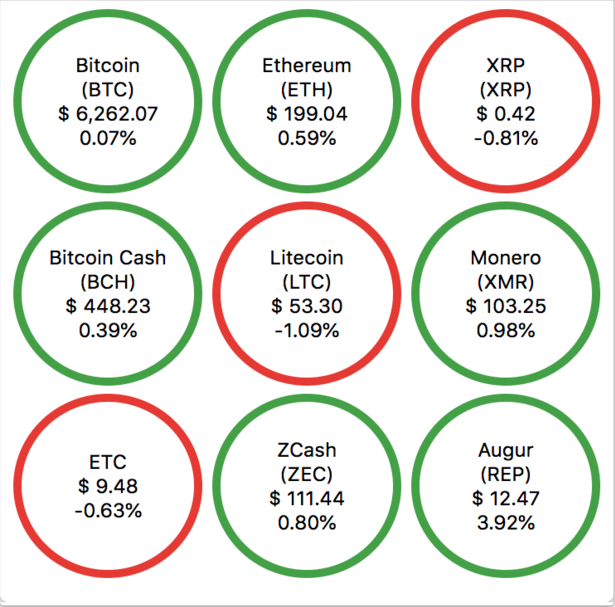 Bitcoin
(BTC)
$ 6,262.07
0.07%
Ethereum
(ETH)
$ 199.04
0.59%
XRP
(XRP)
$ 0.42
-0.81%
Bitcoin Cash
(BCH)
$ 448.23
0.39%
Litecoin
(LTC)
$ 53.30
-1.09%
Monero
(XMR)
$ 103.25
0.98%
ETC
$ 9.48
-0.63%
ZCash
(ZEC)
$ 111.44
0.80%
Augur
(REP)
$ 12.47
3.92%